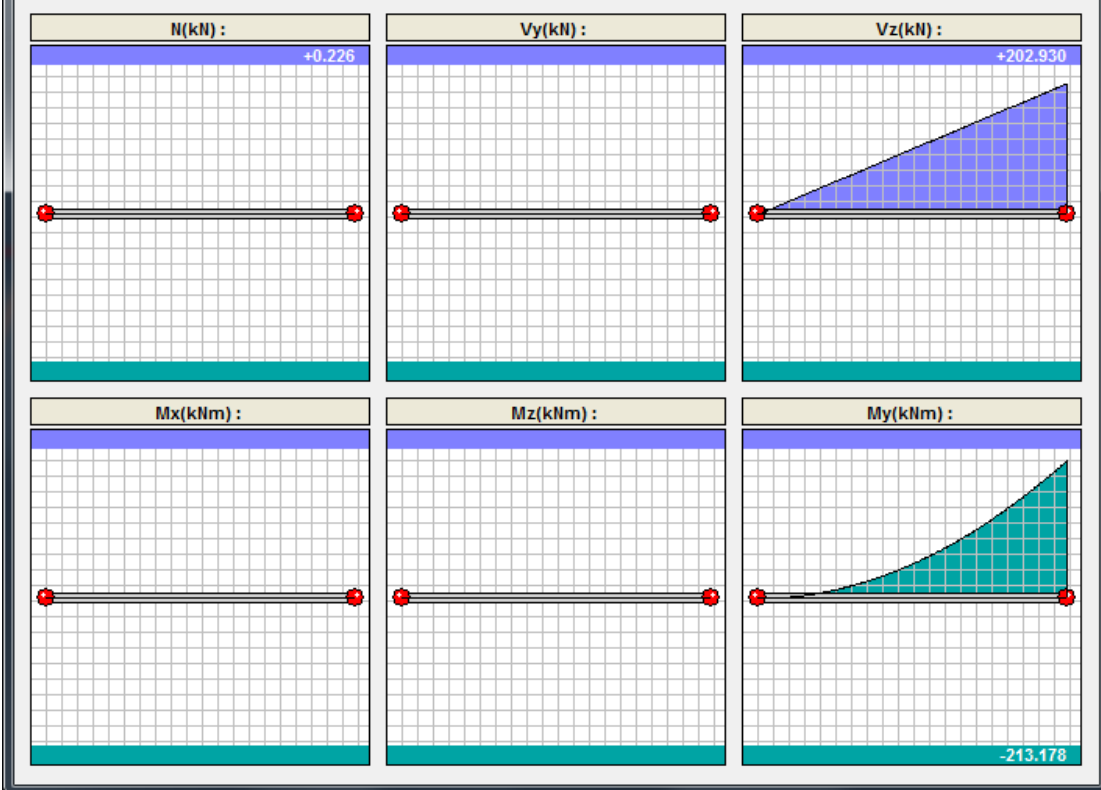 N(kN) :
Vy(kN) :
Vz(kN) :
+0.226
+202.930
Mx(kNm) :
Mz(kNm) :
My(kNm) :
-213.178